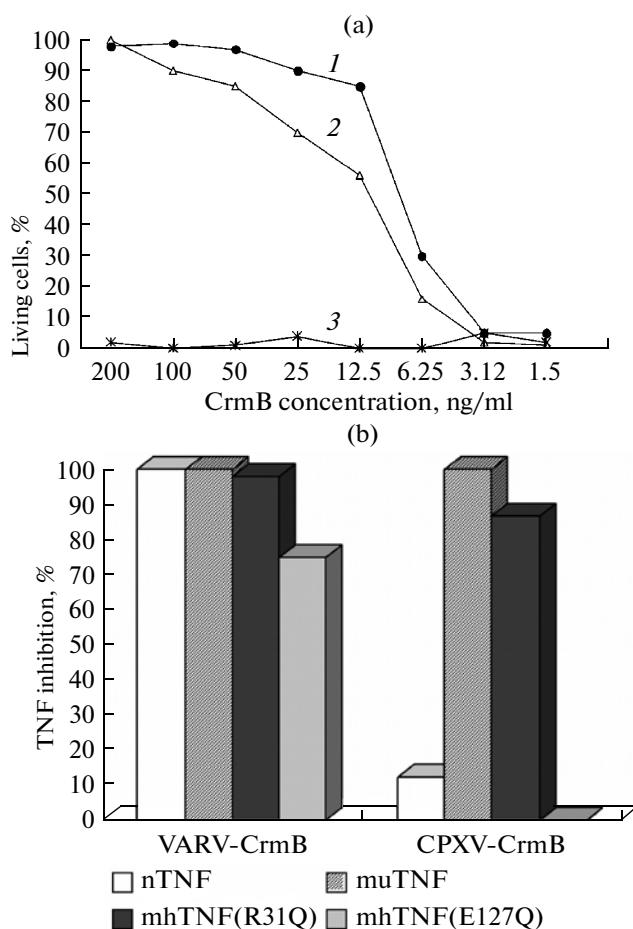 (a)
100
90
80
70
60
50
40
30
20
10
0
Living cells, %
1
2
3
200 100 50 25 12.5 6.25 3.12 1.5
CrmB concentration, ng/ml
(b)
100
90
80
70
60
50
40
30
20
10
0
TNF inhibition, %
VARV-CrmB CPXV-CrmB
nTNF muTNF
mhTNF(R31Q) mhTNF(E127Q)